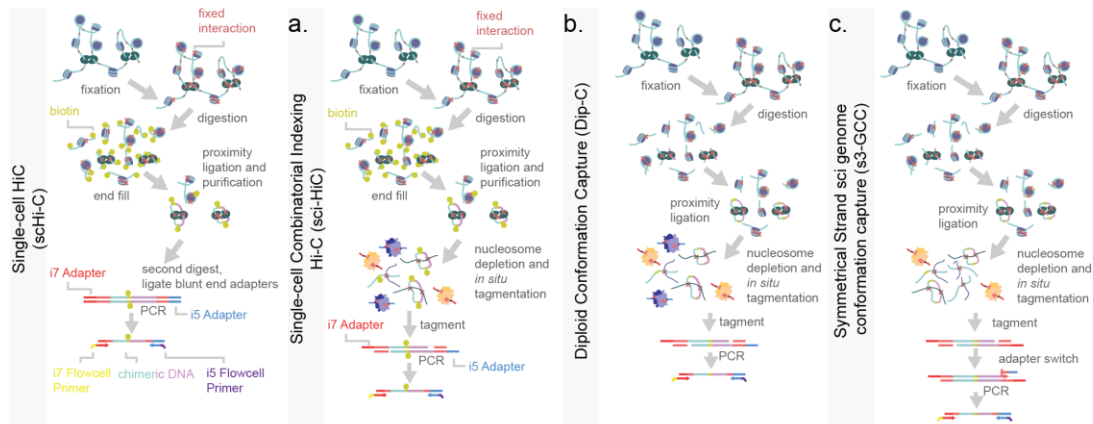 Single-cell HiC
(scHi-C)
fixed
interaction
fixation
biotin
digestion
proximity
ligation and
purification
end fill
second digest,
ligate blunt end adapters
i7 Adapter
PCR
i5 Adapter
i7 Flowcell
Primer
chimeric DNA
i5 Flowcell
Primer
a.
Single-cell Combinatorial Indexing
Hi-C (sci-HiC)
fixed
interaction
fixation
biotin
digestion
proximity
ligation and
purification
end fill
nucleosome
depletion and
in situ
tagmentation
i7 Adapter
tagment
PCR
i5 Adapter
b.
Diploid Conformation Capture (Dip-C)
fixation
digestion
proximity
ligation
nucleosome
depletion and
in situ
tagmentation
tagment
PCR
c.
Symmetrical Strand sci genome
conformation capture (s3-GCC)
fixation
digestion
proximity
ligation
nucleosome
depletion and
in situ
tagmentation
tagment
adapter switch
PCR